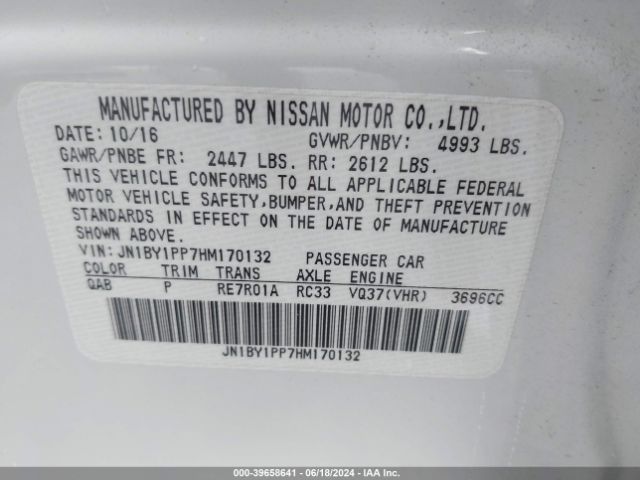 MANUFACTURED BY NISSAN MOTOR CO.,LTD.
DATE: 10/16 GVWR/PNBV: 4993 LBS.
GAWR/PNBE FR: 2447 LBS. RR: 2612 LBS.
THIS VEHICLE CONFORMS TO ALL APPLICABLE FEDERAL
MOTOR VEHICLE SAFETY,BUMPER,AND THEFT PREVENTION
STANDARDS IN EFFECT ON THE DATE OF MANUFACTURE
SHOWN ABOVE.
VIN: JN1BY1PP7HM170132 PASSENGER CAR
COLOR TRIM TRANS AXLE ENGINE
QAB P RE7R01A RC33 VQ37(VHR) 3696CC
JN1BY1PP7HM170132
000-39658641 / 06/18/2024 - IAA Inc.